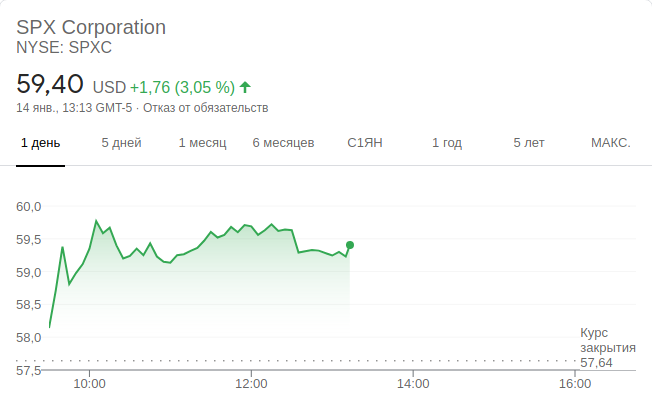 SPX Corporation
NYSE: SPXC
59,40 USD +1,76 (3,05 %)
14 янв., 13:13 GMT-5 · Отказ от обязательств
1 день 5 дней 1 месяц 6 месяцев С1ЯН 1 год 5 лет МАКС.
60,0
59,5
59,0
58,5
58,0
Курс
закрытия
57,64
57,5
10:00 12:00 14:00 16:00